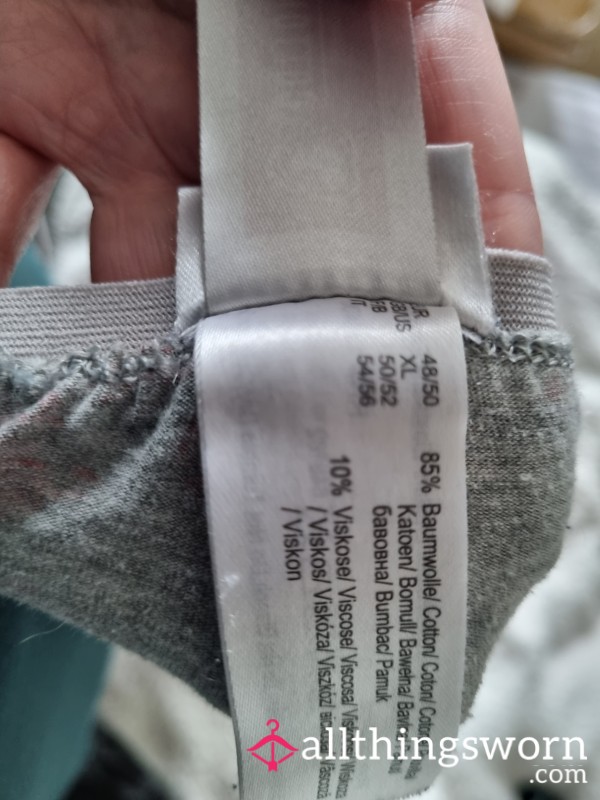 48/50
XL
50/52
54/56
85% Baumwolle/ Cotton/ Coton/
Katoen/ Bomull/ Bawełna/
бавовна/ Bumbac/ Pamuk
10% Viskose/ Viscose/ Viscosa/
/ Viskos/ Viskóza/ Viszkóz/
/ Viskon
allthingsworn
.com